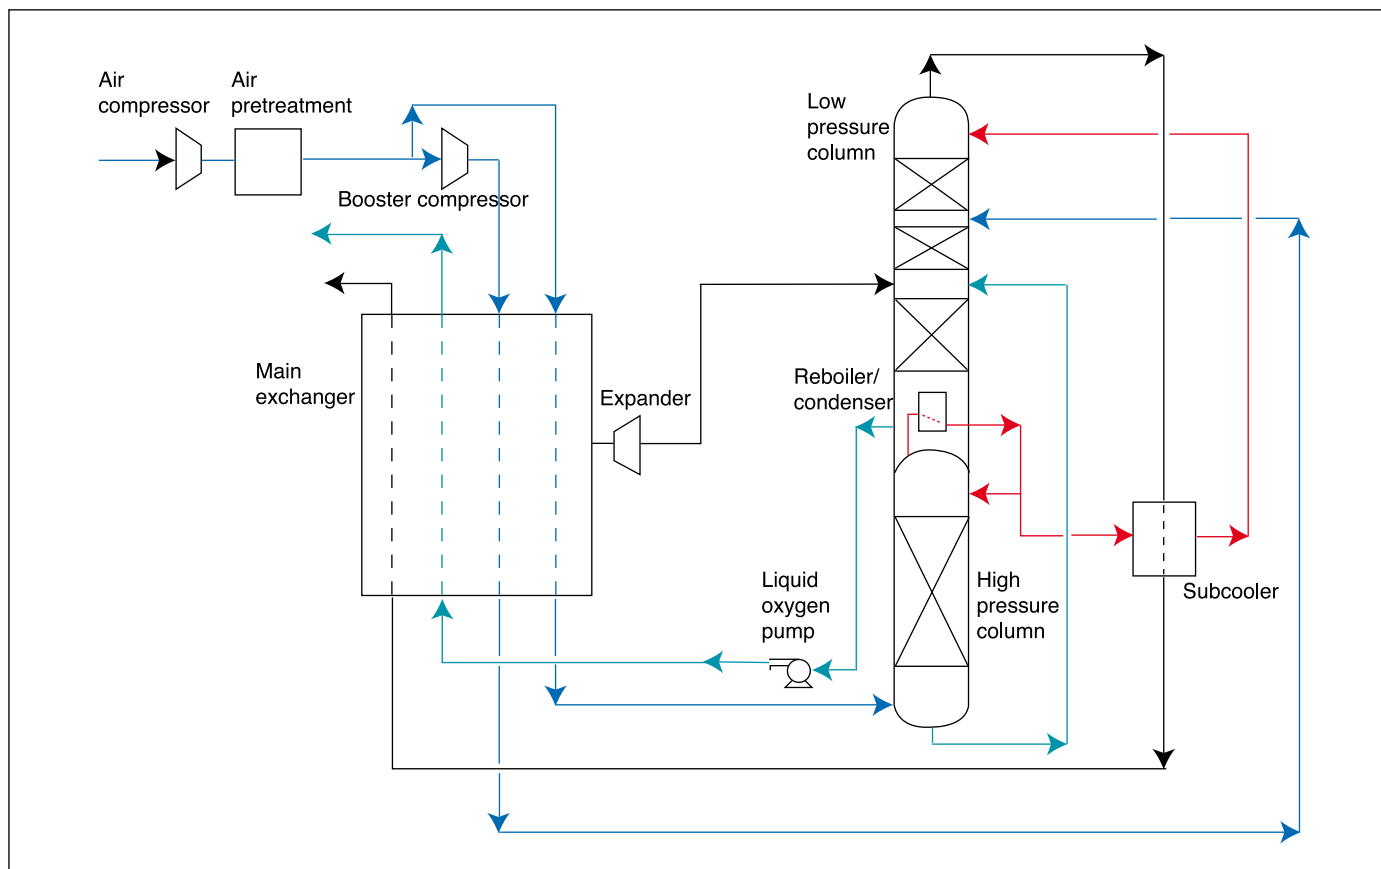 Air
compressor
Air
pretreatment
Booster compressor
Low
pressure
column
Main
exchanger
Expander
Reboiler/
condenser
Liquid
oxygen
pump
High
pressure
column
Subcooler